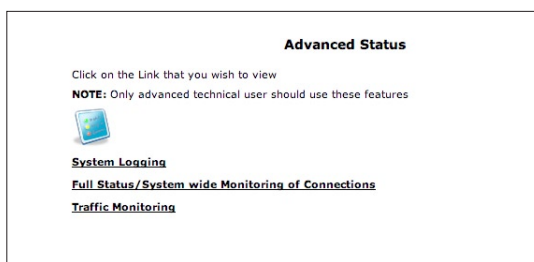 Advanced Status
Click on the Link that you wish to view
NOTE: Only advanced technical user should use these features
System Logging
Full Status/System wide Monitoring of Connections
Traffic Monitoring